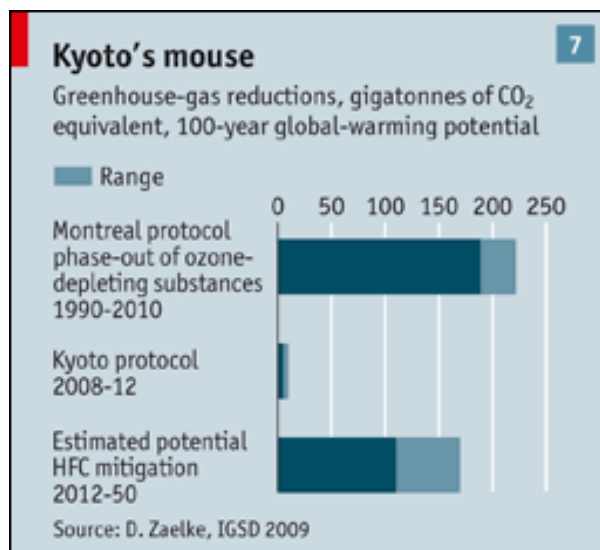 7
Kyoto's mouse
Greenhouse-gas reductions, gigatonnes of CO₂
equivalent, 100-year global-warming potential
Range
0 50 100 150 200 250
Montreal protocol
phase-out of ozone-
depleting substances
1990-2010
Kyoto protocol
2008-12
Estimated potential
HFC mitigation
2012-50
Source: D. Zaelke, IGSD 2009